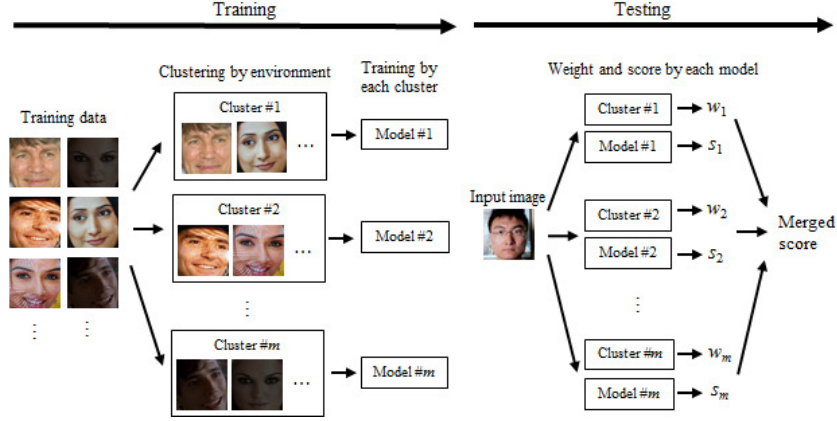 Training
Testing
Clustering by environment
Training by
each cluster
Weight and score by each model
Training data
Cluster #1
...
Model #1
Cluster #2
...
Model #2
⋮
⋮
⋮
Cluster #m
...
Model #m
Input image
Cluster #1
w₁
Model #1
s₁
Cluster #2
w₂
Model #2
s₂
⋮
Cluster #m
wₘ
Model #m
sₘ
Merged
score